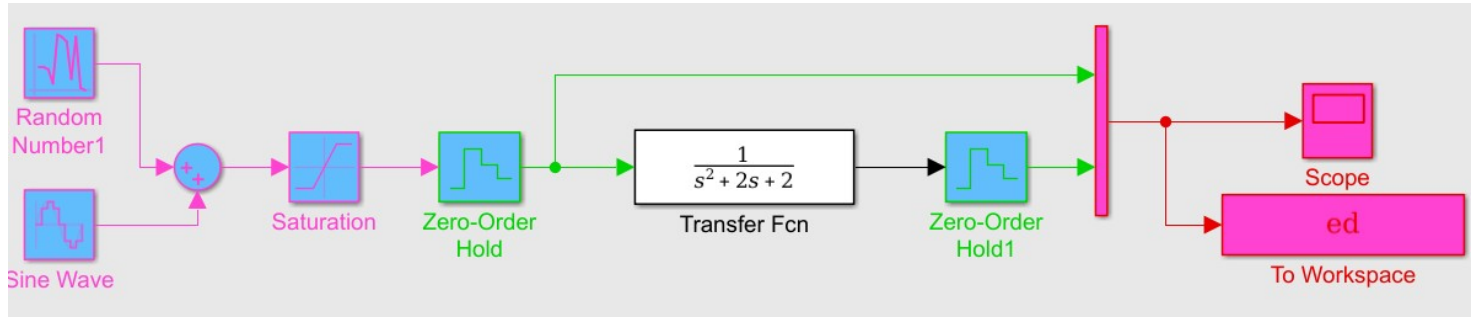 Random
Number1
Sine Wave
+
+
Saturation
Zero-Order
Hold
1
s² + 2s + 2
Transfer Fcn
Zero-Order
Hold1
Scope
ed
To Workspace